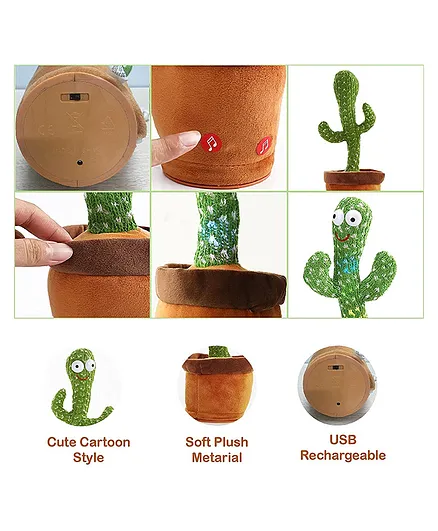 Cute Cartoon
Style
Soft Plush
Metarial
USB
Rechargeable